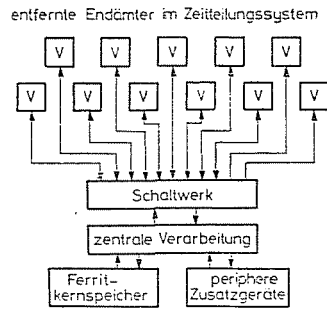 entfernte Endämter im Zeitteilungssystem
V V V V V
V V V V V V
Schaltwerk
zentrale Verarbeitung
Ferrit-
kernspeicher
periphere
Zusatzgeräte